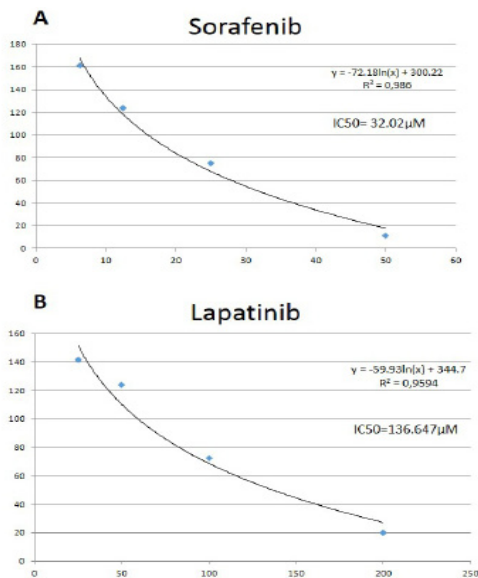 A
Sorafenib
180
160
140
120
100
80
60
40
20
0
y = -72.18ln(x) + 300.22
R² = 0,986
IC50= 32.02µM
0 10 20 30 40 50 60
B
Lapatinib
160
140
120
100
80
60
40
20
0
y = -59.93ln(x) + 344.7
R² = 0,9594
IC50=136.647µM
0 50 100 150 200 250